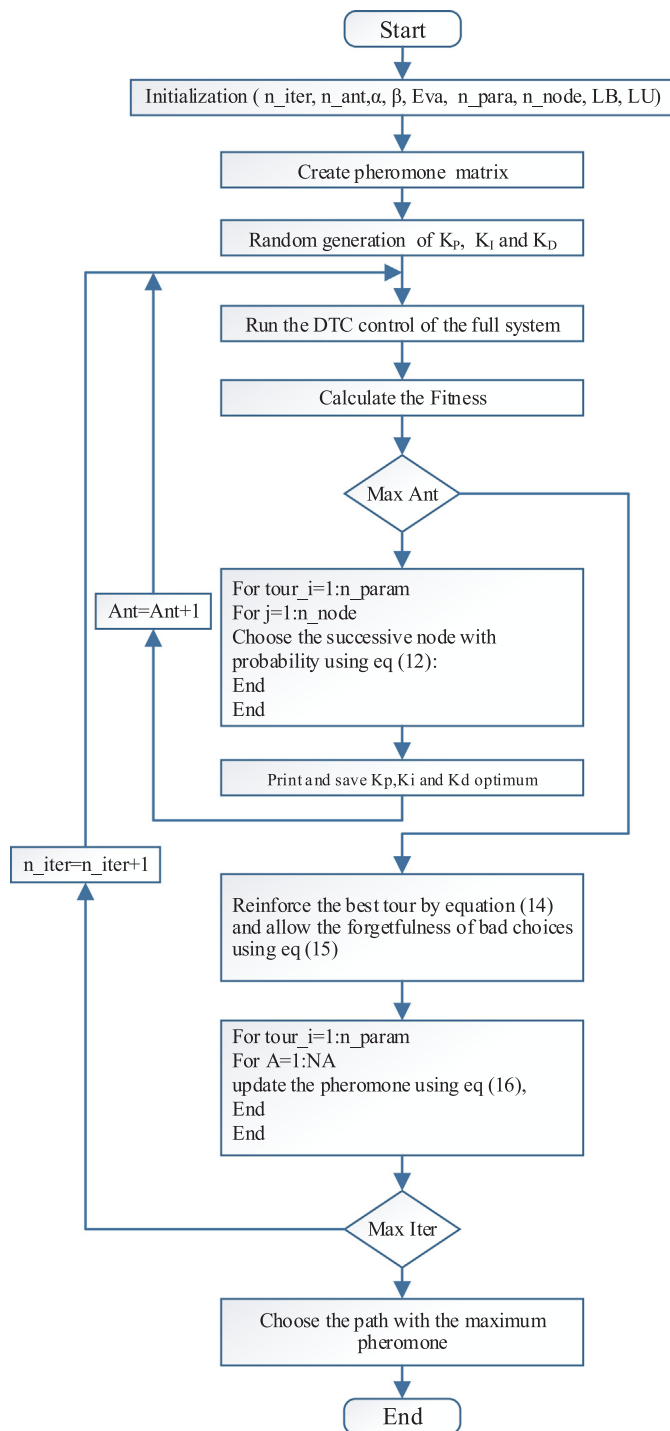 Start
Initialization ( n_iter, n_ant,α, β, Eva, n_para, n_node, LB, LU)
Create pheromone matrix
Random generation of K_P, K_I and K_D
Run the DTC control of the full system
Calculate the Fitness
Max Ant
For tour_i=1:n_param
For j=1:n_node
Choose the successive node with
probability using eq (12):
End
End
Ant=Ant+1
Print and save Kp,Ki and Kd optimum
n_iter=n_iter+1
Reinforce the best tour by equation (14)
and allow the forgetfulness of bad choices
using eq (15)
For tour_i=1:n_param
For A=1:NA
update the pheromone using eq (16),
End
End
Max Iter
Choose the path with the maximum
pheromone
End